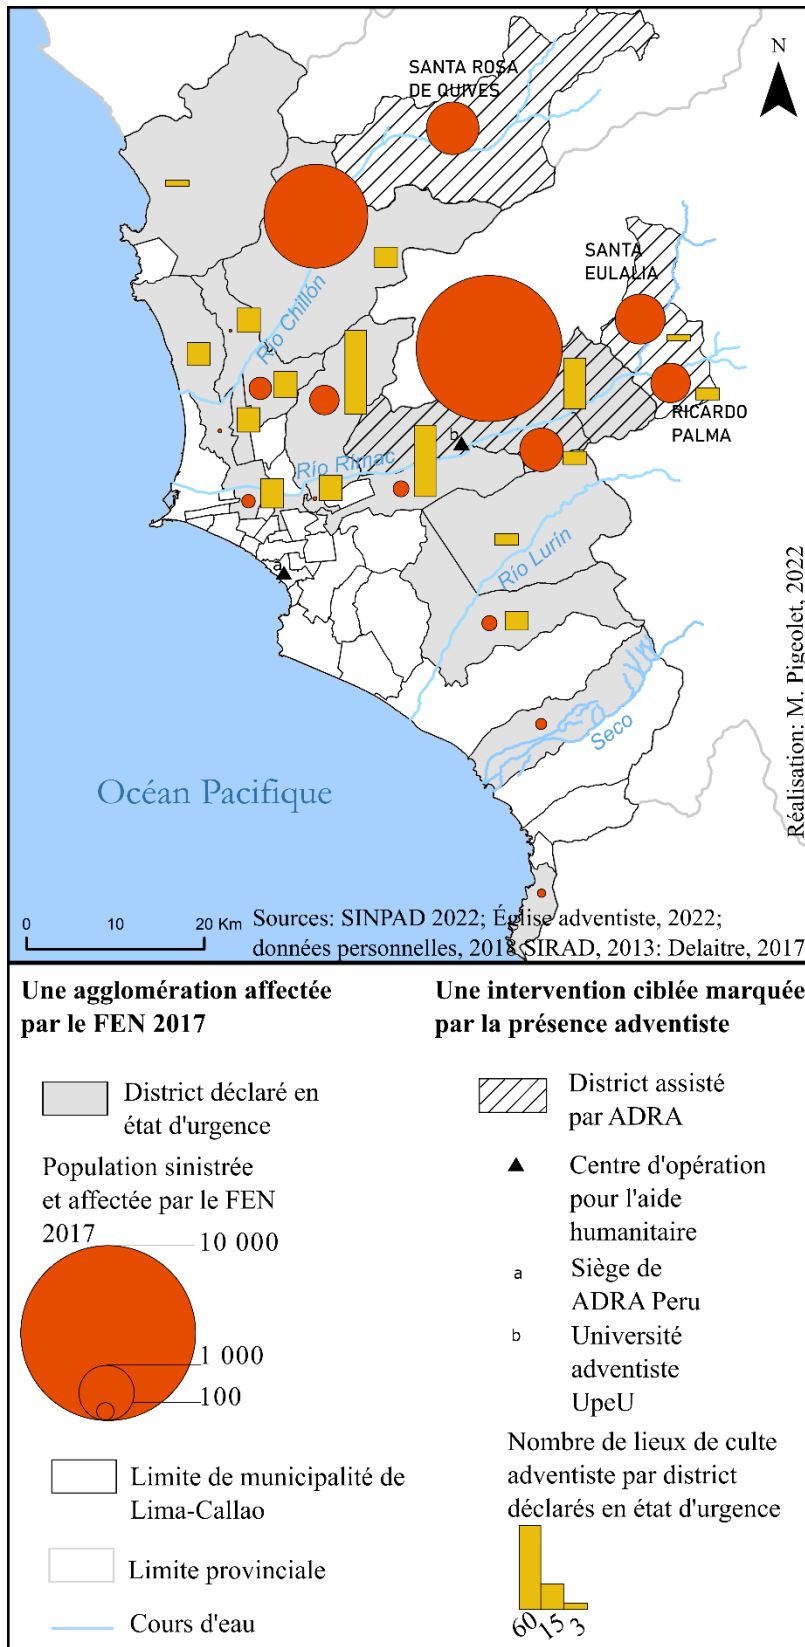 SANTA ROSA
DE QUIVES
N
SANTA
EULALIA
Río Chillón
RICARDO
PALMA
b
Río Rímac
a
Río Lurín
Seco
Océan Pacifique
Réalisation: M. Pigeolet, 2022
0 10 20 Km
Sources: SINPAD 2022; Église adventiste, 2022;
données personnelles, 2018 SIRAD, 2013: Delaitre, 2017
Une agglomération affectée
par le FEN 2017
District déclaré en
état d'urgence
Population sinistrée
et affectée par le FEN
2017
10 000
1 000
100
Limite de municipalité de
Lima-Callao
Limite provinciale
Cours d'eau
Une intervention ciblée marquée
par la présence adventiste
District assisté
par ADRA
Centre d'opération
pour l'aide
humanitaire
a Siège de
ADRA Peru
b Université
adventiste
UpeU
Nombre de lieux de culte
adventiste par district
déclarés en état d'urgence
60 15 3